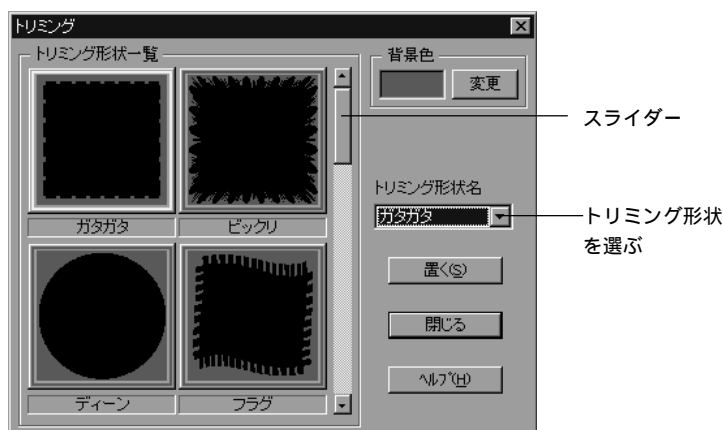 トリミング
トリミング形状一覧
ガタガタ
ビックリ
ディーン
フラグ
背景色
変更
トリミング形状名
ガタガタ
置く(S)
閉じる
ヘルプ(H)
スライダー
トリミング形状
を選ぶ